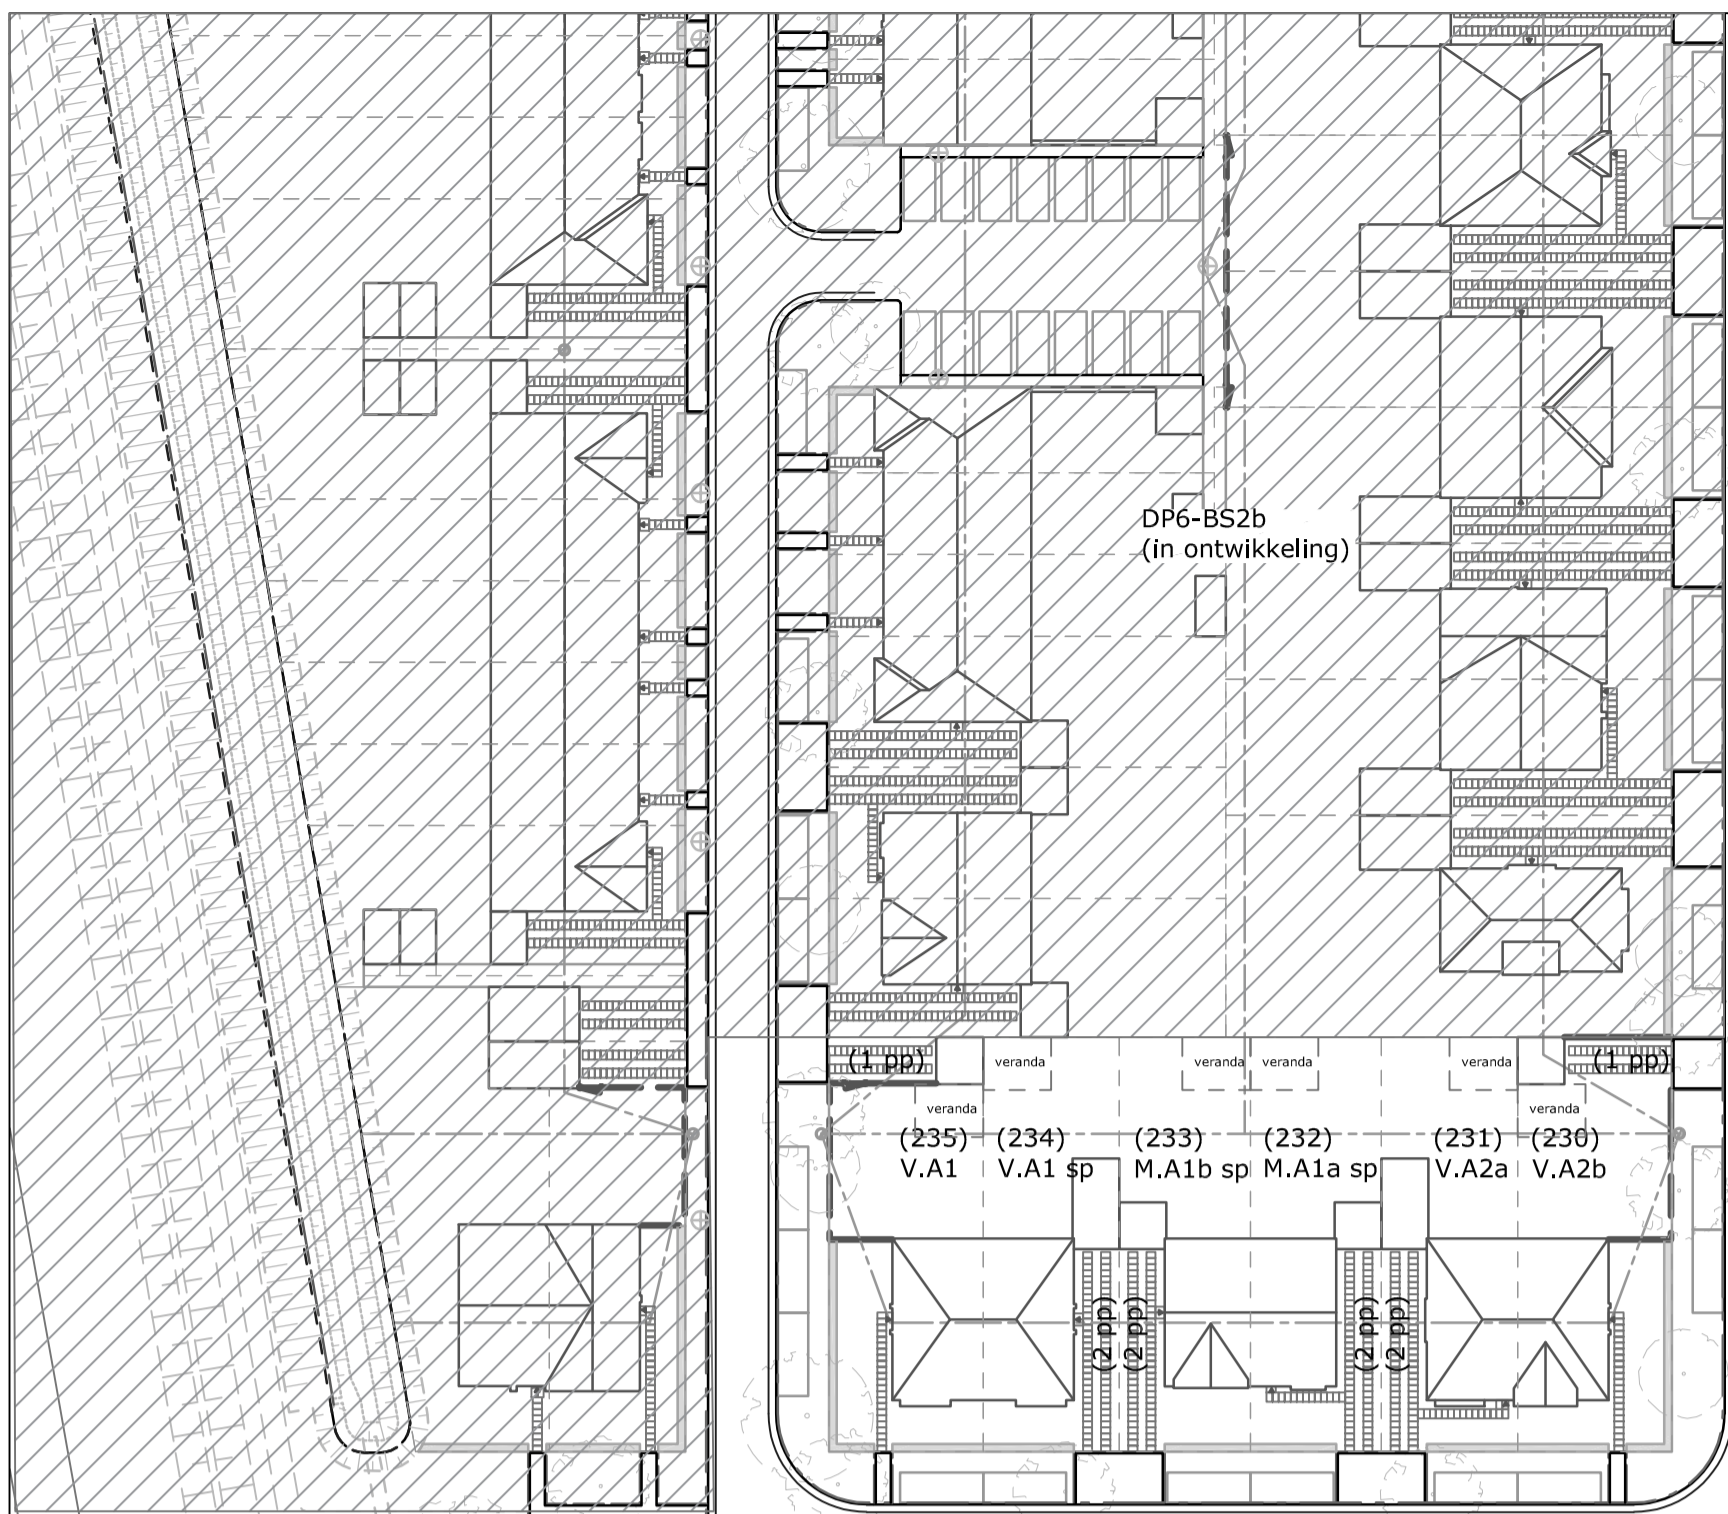 DP6-BS2b
(in ontwikkeling)
(1 pp)
veranda
veranda
veranda
veranda
(1 pp)
veranda
veranda
(235)
V.A1
(234)
V.A1 sp
(233)
M.A1b sp
(232)
M.A1a sp
(231)
V.A2a
(230)
V.A2b
(2 pp)
(2 pp)
(2 pp)
(2 pp)